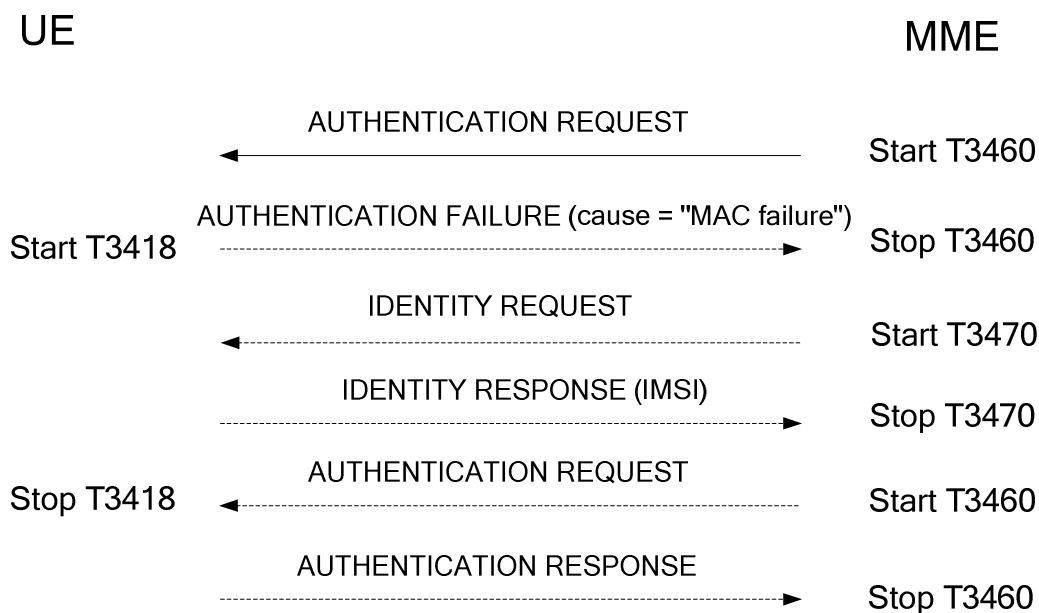 UE
MME
AUTHENTICATION REQUEST
Start T3460
AUTHENTICATION FAILURE (cause = "MAC failure")
Start T3418
Stop T3460
IDENTITY REQUEST
Start T3470
IDENTITY RESPONSE (IMSI)
Stop T3470
AUTHENTICATION REQUEST
Stop T3418
Start T3460
AUTHENTICATION RESPONSE
Stop T3460